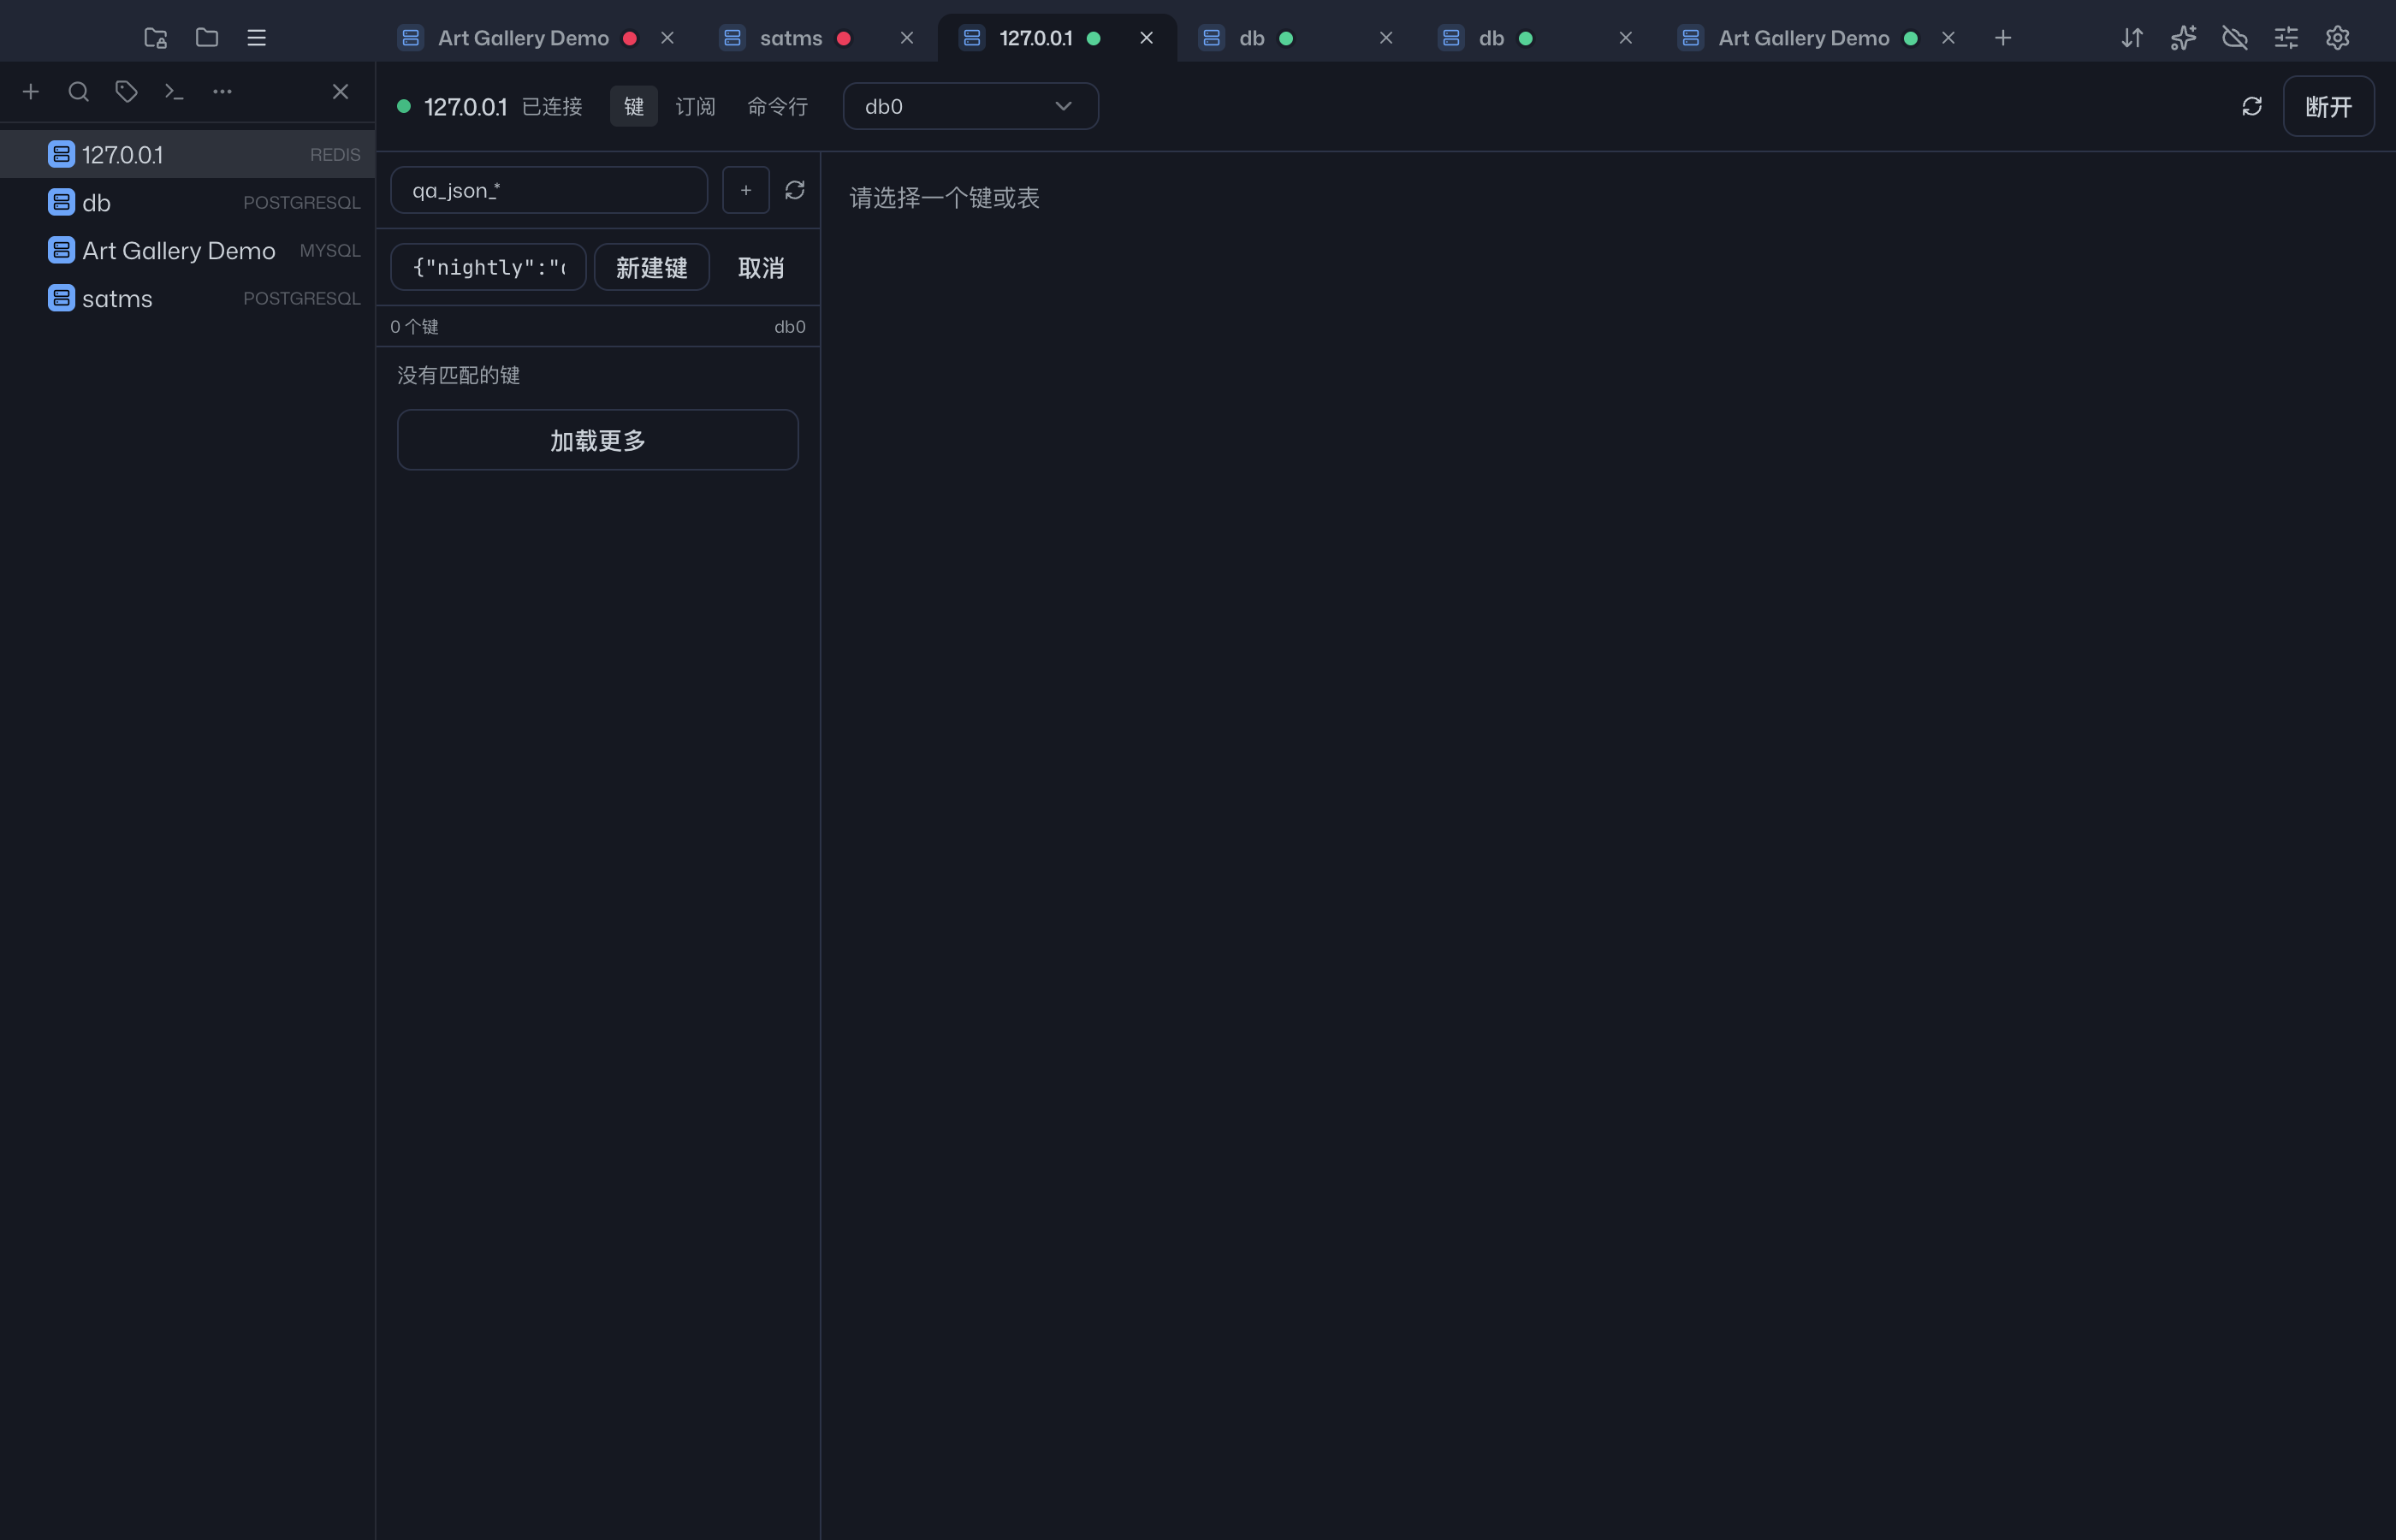 Art Gallery Demo
satms
127.0.0.1
db
db
Art Gallery Demo
127.0.0.1 REDIS
db POSTGRESQL
Art Gallery Demo MYSQL
satms POSTGRESQL
127.0.0.1 已连接 键 订阅 命令行 db0 断开
qa_json_*
{"nightly":" 新建键 取消
0 个键 db0
没有匹配的键
加载更多
请选择一个键或表